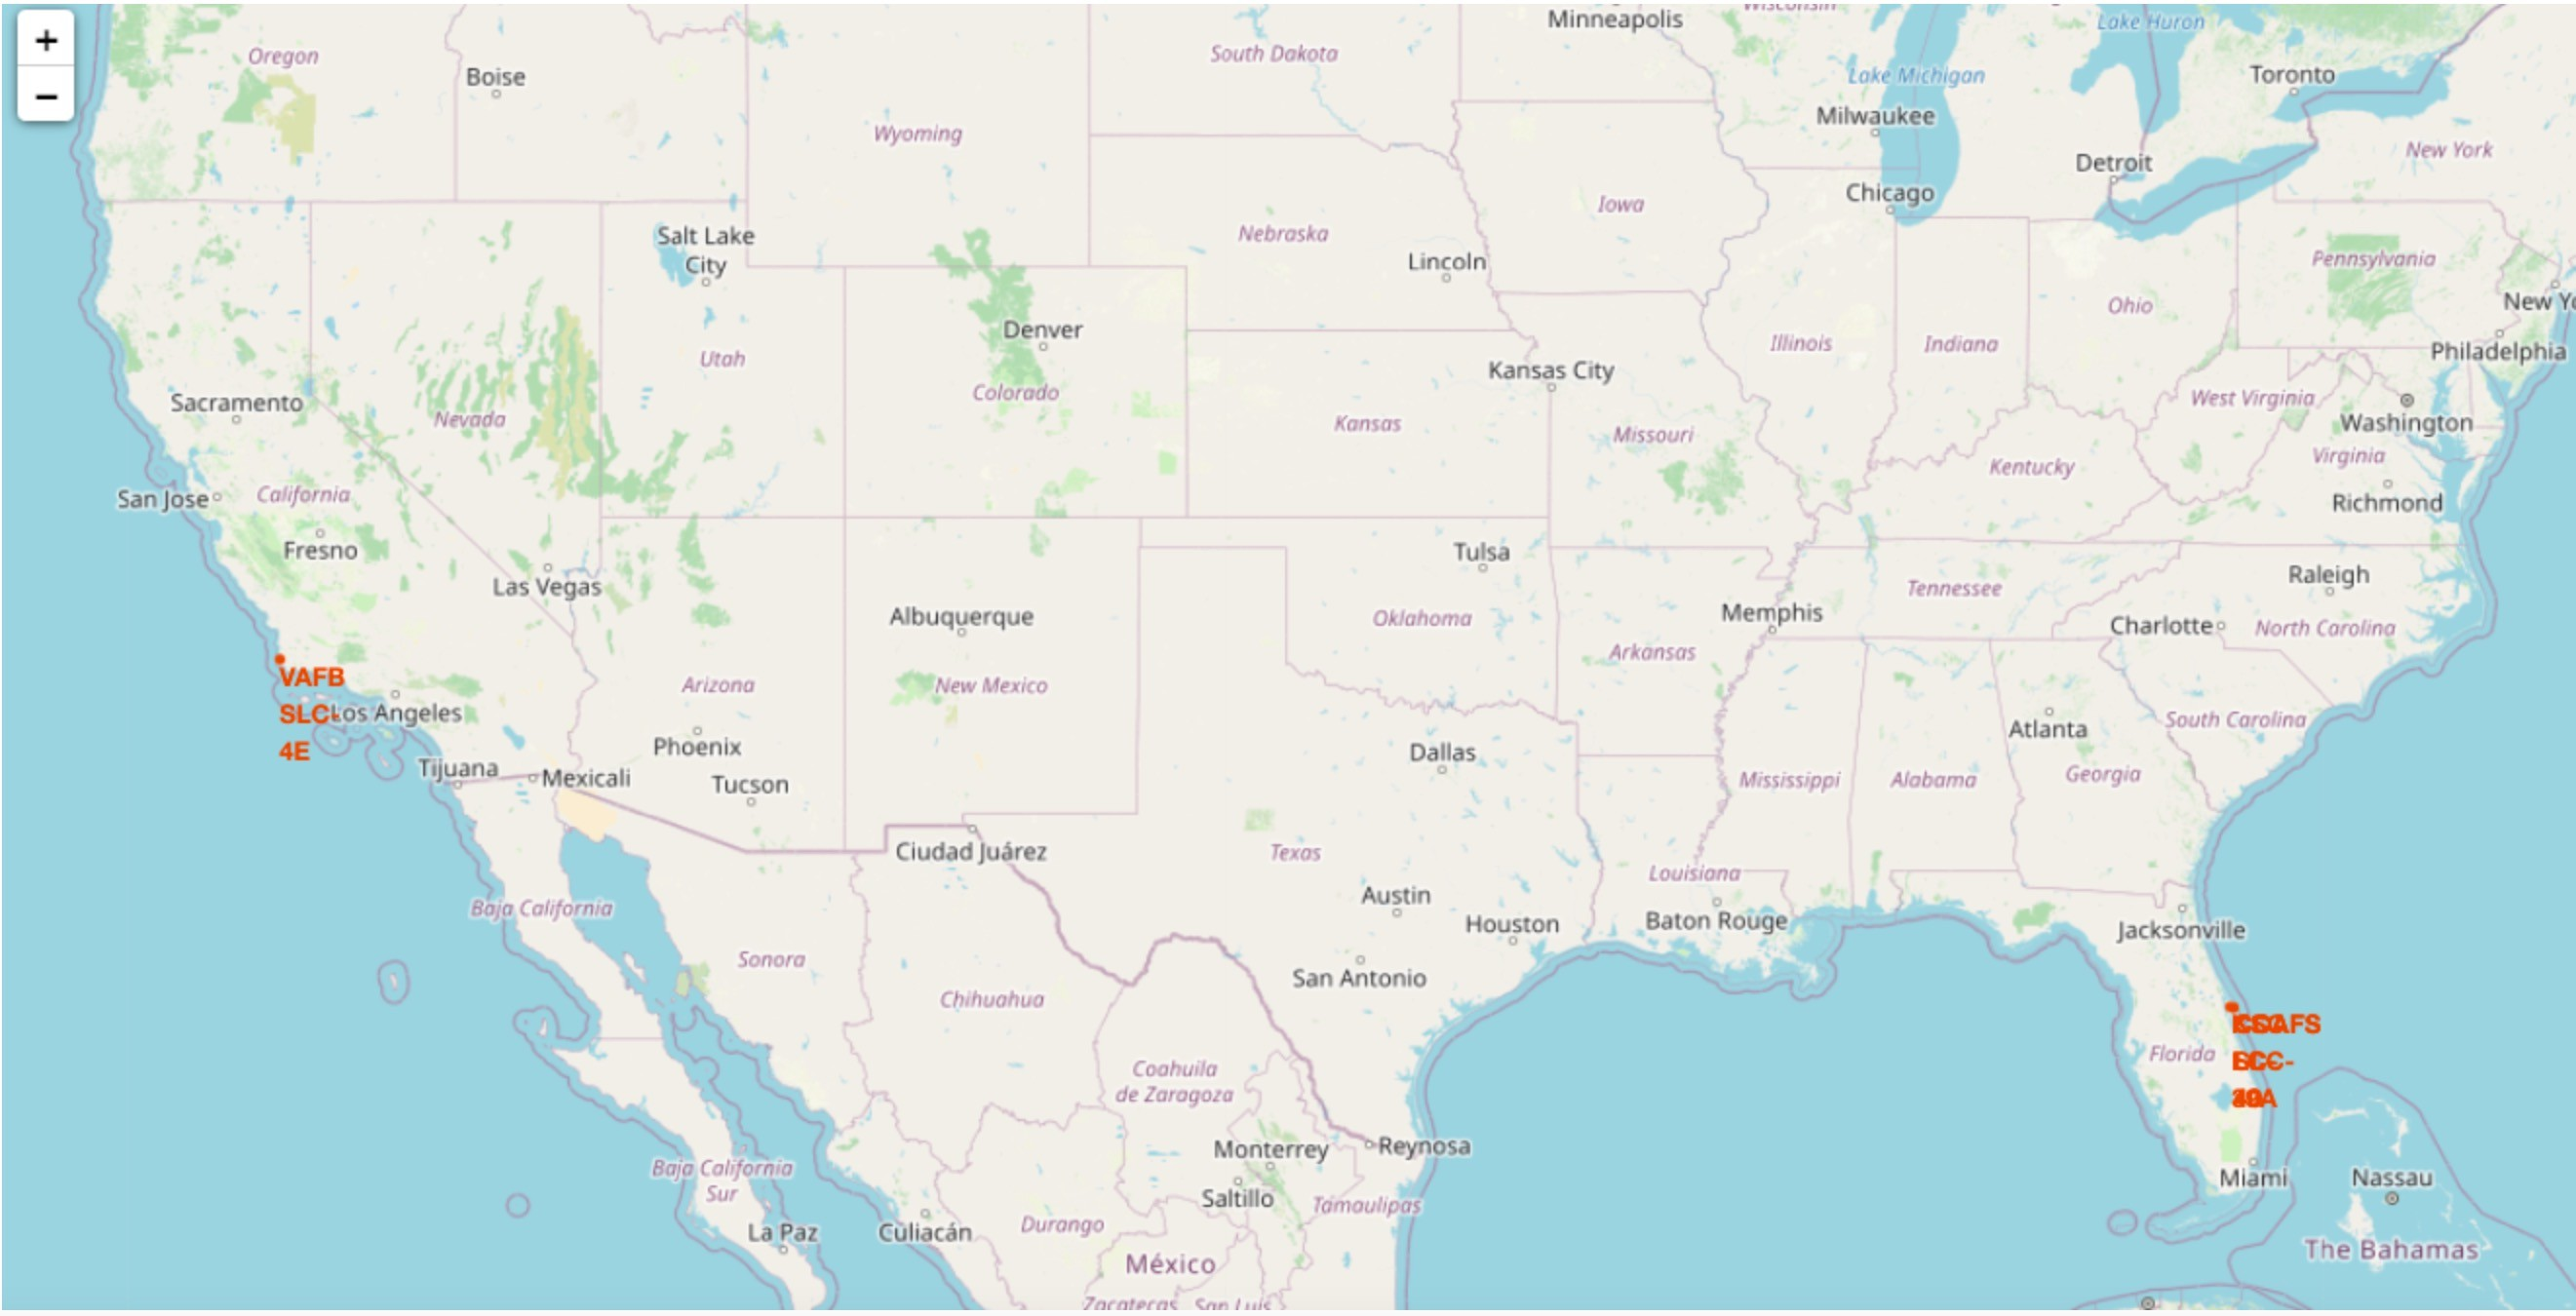 +
−
Oregon
Boise
Wyoming
South Dakota
Minneapolis
Lake Michigan
Milwaukee
Lake Huron
Toronto
Detroit
Chicago
New York
Iowa
Nebraska
Lincoln
Salt Lake
City
Pennsylvania
Ohio
Denver
Utah
Colorado
Illinois
Indiana
Philadelphia
Kansas City
Sacramento
Nevada
Kansas
Missouri
West Virginia
Washington
Virginia
Kentucky
Richmond
San Jose
California
Fresno
Las Vegas
Tulsa
Raleigh
Tennessee
Albuquerque
Oklahoma
Memphis
Charlotte
North Carolina
Arkansas
VAFB
SLC-
4E
Los Angeles
Arizona
New Mexico
Phoenix
Tucson
Dallas
Atlanta
South Carolina
Tijuana
Mexicali
Mississippi
Alabama
Georgia
Ciudad Juárez
Texas
Louisiana
Austin
Houston
Baton Rouge
Jacksonville
Baja California
Sonora
Chihuahua
San Antonio
Florida
Coahuila
de Zaragoza
Monterrey
Reynosa
Saltillo
Tamaulipas
Baja California
Sur
La Paz
Culiacán
Durango
México
Miami
Nassau
The Bahamas
Zacatecas
San Luis